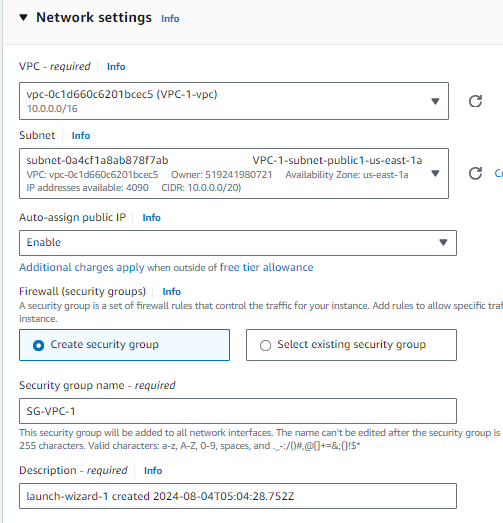 Network settings Info
VPC - required Info
vpc-0c1d660c6201bcec5 (VPC-1-vpc)
10.0.0.0/16
Subnet Info
subnet-0a4cf1a8ab878f7ab VPC-1-subnet-public1-us-east-1a
VPC: vpc-0c1d660c6201bcec5 Owner: 519241980721 Availability Zone: us-east-1a
IP addresses available: 4090 CIDR: 10.0.0.0/20)
Auto-assign public IP Info
Enable
Additional charges apply when outside of free tier allowance
Firewall (security groups) Info
A security group is a set of firewall rules that control the traffic for your instance. Add rules to allow specific
instance.
Create security group Select existing security group
Security group name - required
SG-VPC-1
This security group will be added to all network interfaces. The name can't be edited after the security group is
255 characters. Valid characters: a-z, A-Z, 0-9, spaces, and ._-:/()#,@[]+=&;{}!$*
Description - required Info
launch-wizard-1 created 2024-08-04T05:04:28.752Z